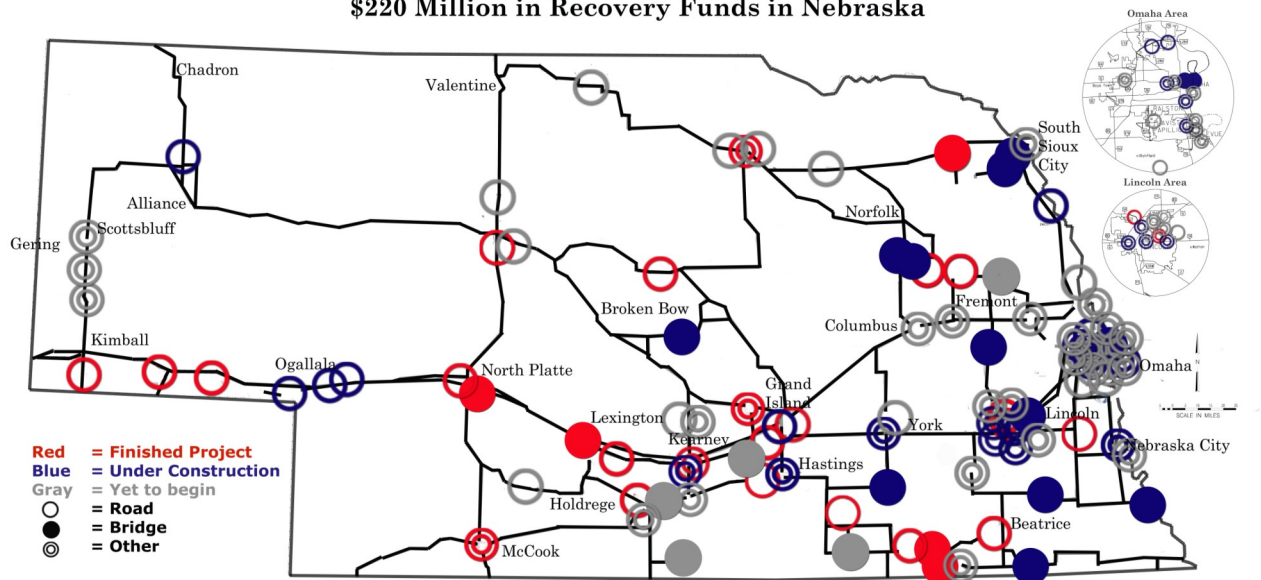 $220 Million in Recovery Funds in Nebraska
Omaha Area
Chadron
Valentine
South
Sioux
City
Lincoln Area
Alliance
Norfolk
Scottsbluff
Gering
Broken Bow
Fremont
Columbus
Kimball
Ogallala
North Platte
Omaha
Grand
Island
SCALE IN MILES
Lexington
Lincoln
York
Kearney
Nebraska City
Hastings
Red = Finished Project
Blue = Under Construction
Gray = Yet to begin
= Road
= Bridge
= Other
Holdrege
Beatrice
McCook